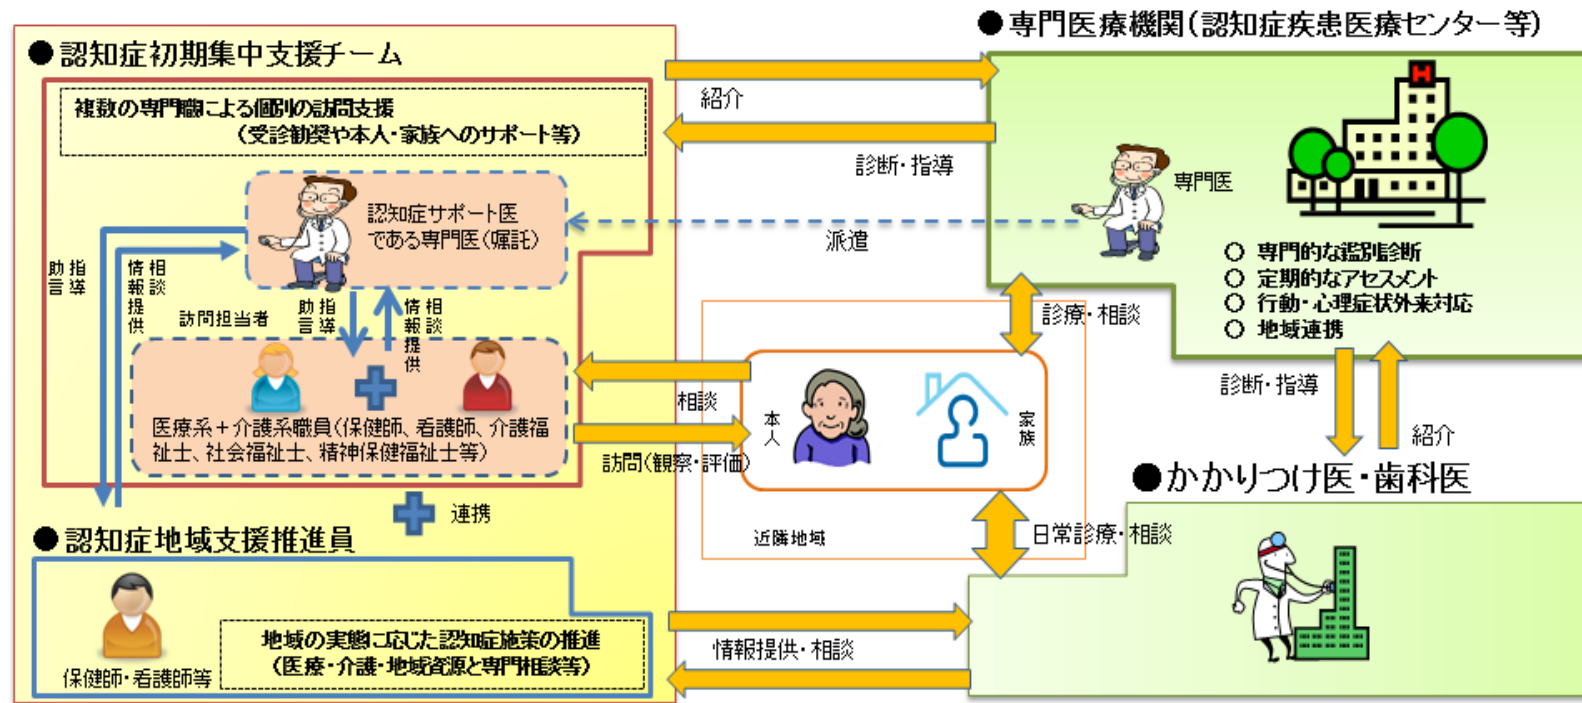 ●認知症初期集中支援チーム
複数の専門職による個別の訪問支援
(受診勧奨や本人・家族へのサポート等)
認知症サポート医
である専門医(嘱託)
指導
助言
相談
情報提供
訪問担当者
指導
助言
相談
情報提供
医療系+介護系職員(保健師、看護師、介護福
祉士、社会福祉士、精神保健福祉士等)
連携
●認知症地域支援推進員
保健師・看護師等
地域の実態に応じた認知症施策の推進
(医療・介護・地域資源と専門相談等)
紹介
診断・指導
派遣
相談
訪問(観察・評価)
本人
家族
近隣地域
診療・相談
日常診療・相談
情報提供・相談
●専門医療機関(認知症疾患医療センター等)
H
専門医
○ 専門的な鑑別診断
○ 定期的なアセスメント
○ 行動・心理症状外来対応
○ 地域連携
診断・指導
紹介
●かかりつけ医・歯科医